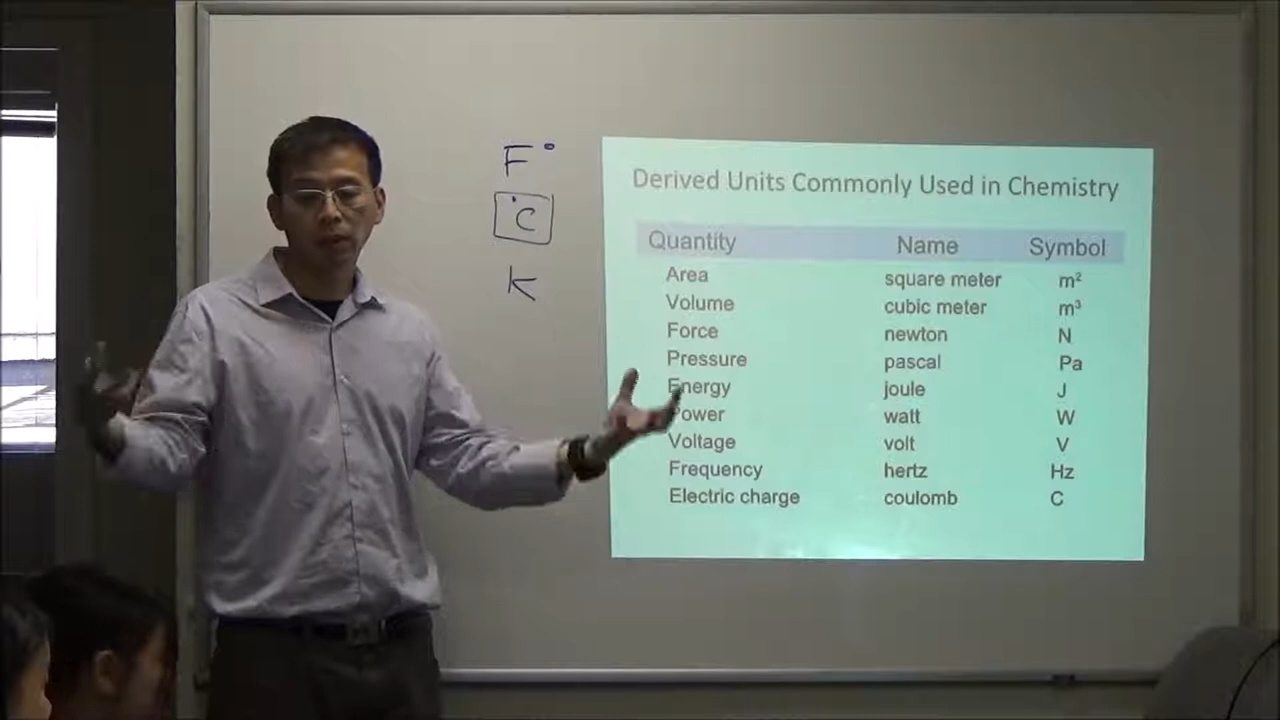 F°
°C
K
Derived Units Commonly Used in Chemistry
Quantity Name Symbol
Area square meter m²
Volume cubic meter m³
Force newton N
Pressure pascal Pa
Energy joule J
Power watt W
Voltage volt V
Frequency hertz Hz
Electric charge coulomb C